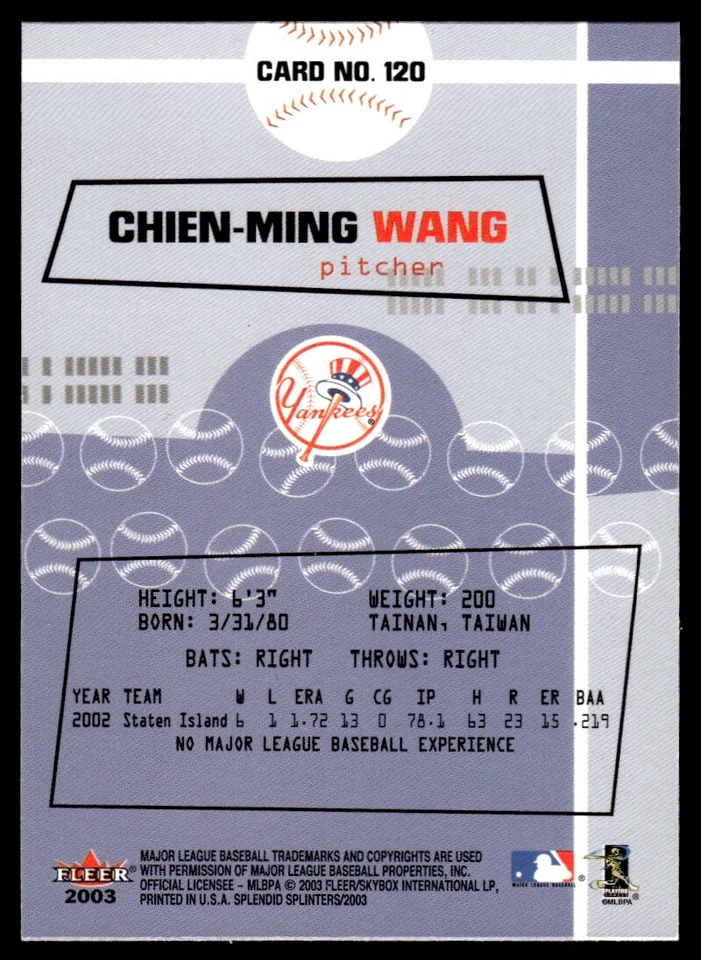 CARD NO. 120
CHIEN-MING WANG
pitcher
Yankees®
HEIGHT: 6'3" WEIGHT: 200
BORN: 3/31/80 TAINAN, TAIWAN
BATS: RIGHT THROWS: RIGHT
YEAR TEAM W L ERA G CG IP H R ER BAA
2002 Staten Island 6 1 1.72 13 0 78.1 63 23 15 .219
NO MAJOR LEAGUE BASEBALL EXPERIENCE
FLEER®
2003
MAJOR LEAGUE BASEBALL TRADEMARKS AND COPYRIGHTS ARE USED
WITH PERMISSION OF MAJOR LEAGUE BASEBALL PROPERTIES, INC.
OFFICIAL LICENSEE - MLBPA © 2003 FLEER/SKYBOX INTERNATIONAL LP,
PRINTED IN U.S.A. SPLENDID SPLINTERS/2003
MAJOR LEAGUE BASEBALL®
PLAYERS
©MLBPA®